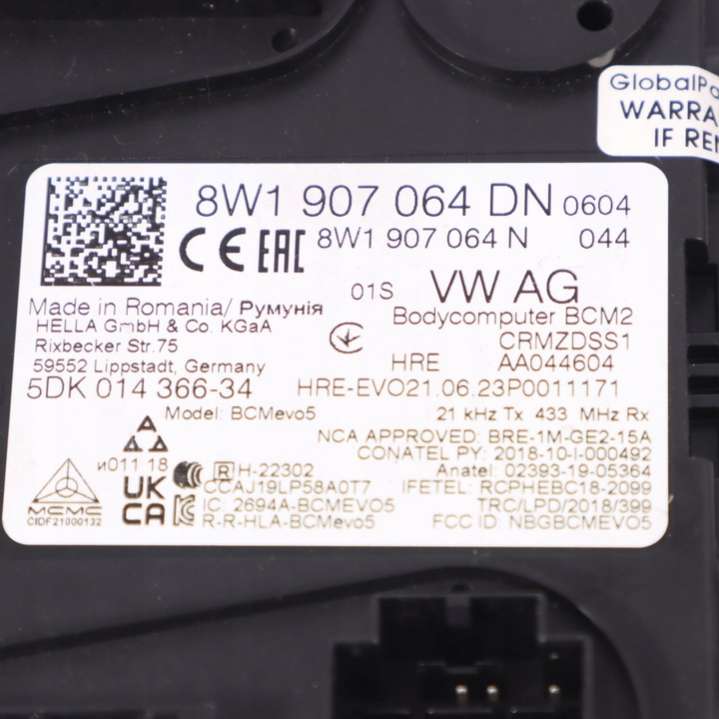 GlobalPa
WARRA
IF REN
8W1 907 064 DN 0604
CE EAC 8W1 907 064 N 044
01S VW AG
Made in Romania/ Румунія
HELLA GmbH & Co. KGaA
Bodycomputer BCM2
Rixbecker Str.75
CRMZDSS1
59552 Lippstadt, Germany
HRE AA044604
5DK 014 366-34 HRE-EVO21.06.23P0011171
Model: BCMevo5 21 kHz Tx 433 MHz Rx
NCA APPROVED: BRE-1M-GE2-15A
CONATEL PY: 2018-10-I-000492
и011 18 R H-22302 Anatel: 02393-19-05364
UK CCAJ19LP58A0T7 IFETEL: RCPHEBC18-2099
CA IC: 2694A-BCMEVO5 TRC/LPD/2018/399
CIDF21000132 R-R-HLA-BCMevo5 FCC ID: NBGBCMEVO5